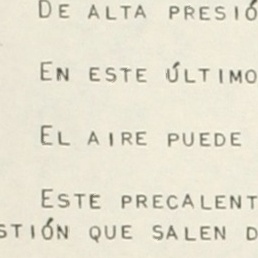 DE ALTA PRESIÓ
EN ESTE ÚLTIMO
EL AIRE PUEDE
ESTE PRECALENT
STIÓN QUE SALEN D